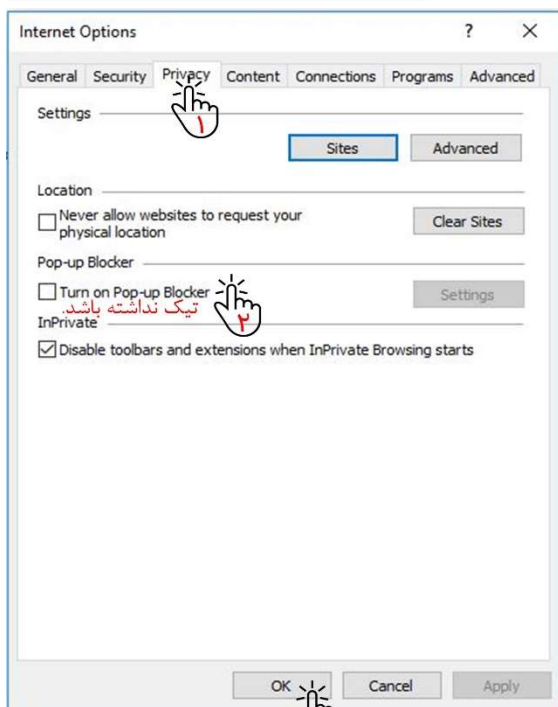 Internet Options ? X
General Security Privacy Content Connections Programs Advanced
۱
Settings
Sites Advanced
Location
Never allow websites to request your
physical location
Clear Sites
Pop-up Blocker
Turn on Pop-up Blocker
Settings
تیک نداشته باشد.
۲
InPrivate
Disable toolbars and extensions when InPrivate Browsing starts
OK Cancel Apply